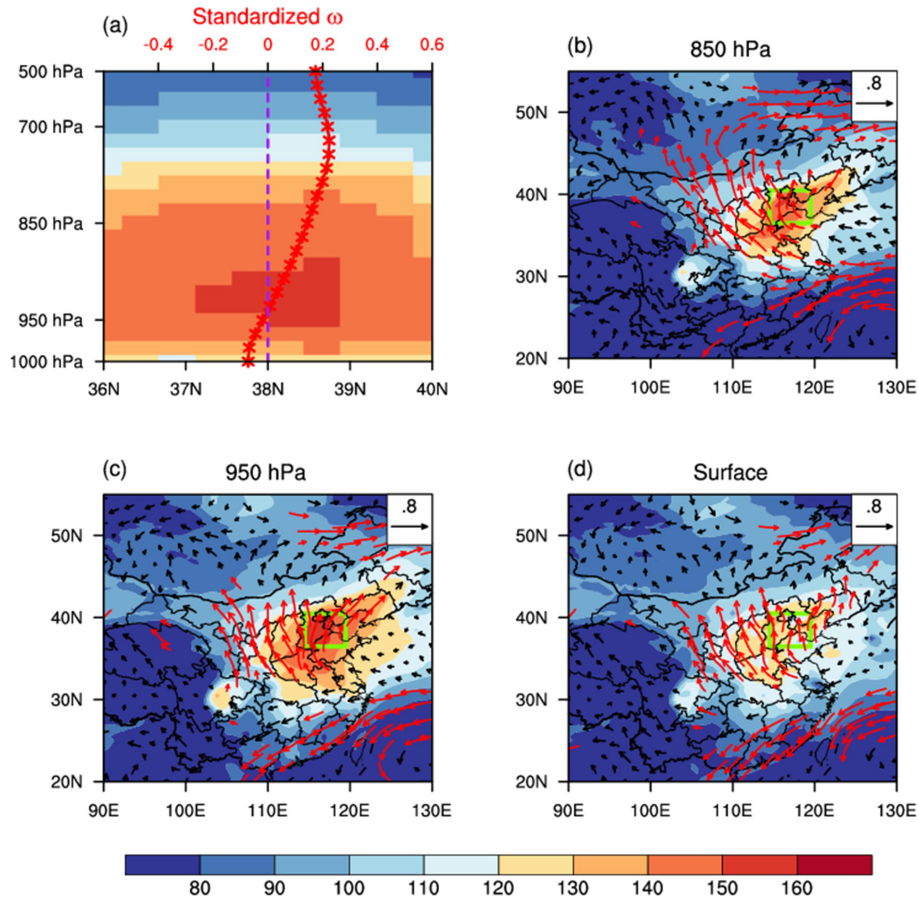 (a)
Standardized ω
-0.4 -0.2 0 0.2 0.4 0.6
500 hPa
700 hPa
850 hPa
950 hPa
1000 hPa
36N 37N 38N 39N 40N
(b) 850 hPa
.8
50N
40N
30N
20N
90E 100E 110E 120E 130E
(c) 950 hPa
.8
50N
40N
30N
20N
90E 100E 110E 120E 130E
(d) Surface
.8
50N
40N
30N
20N
90E 100E 110E 120E 130E
80 90 100 110 120 130 140 150 160